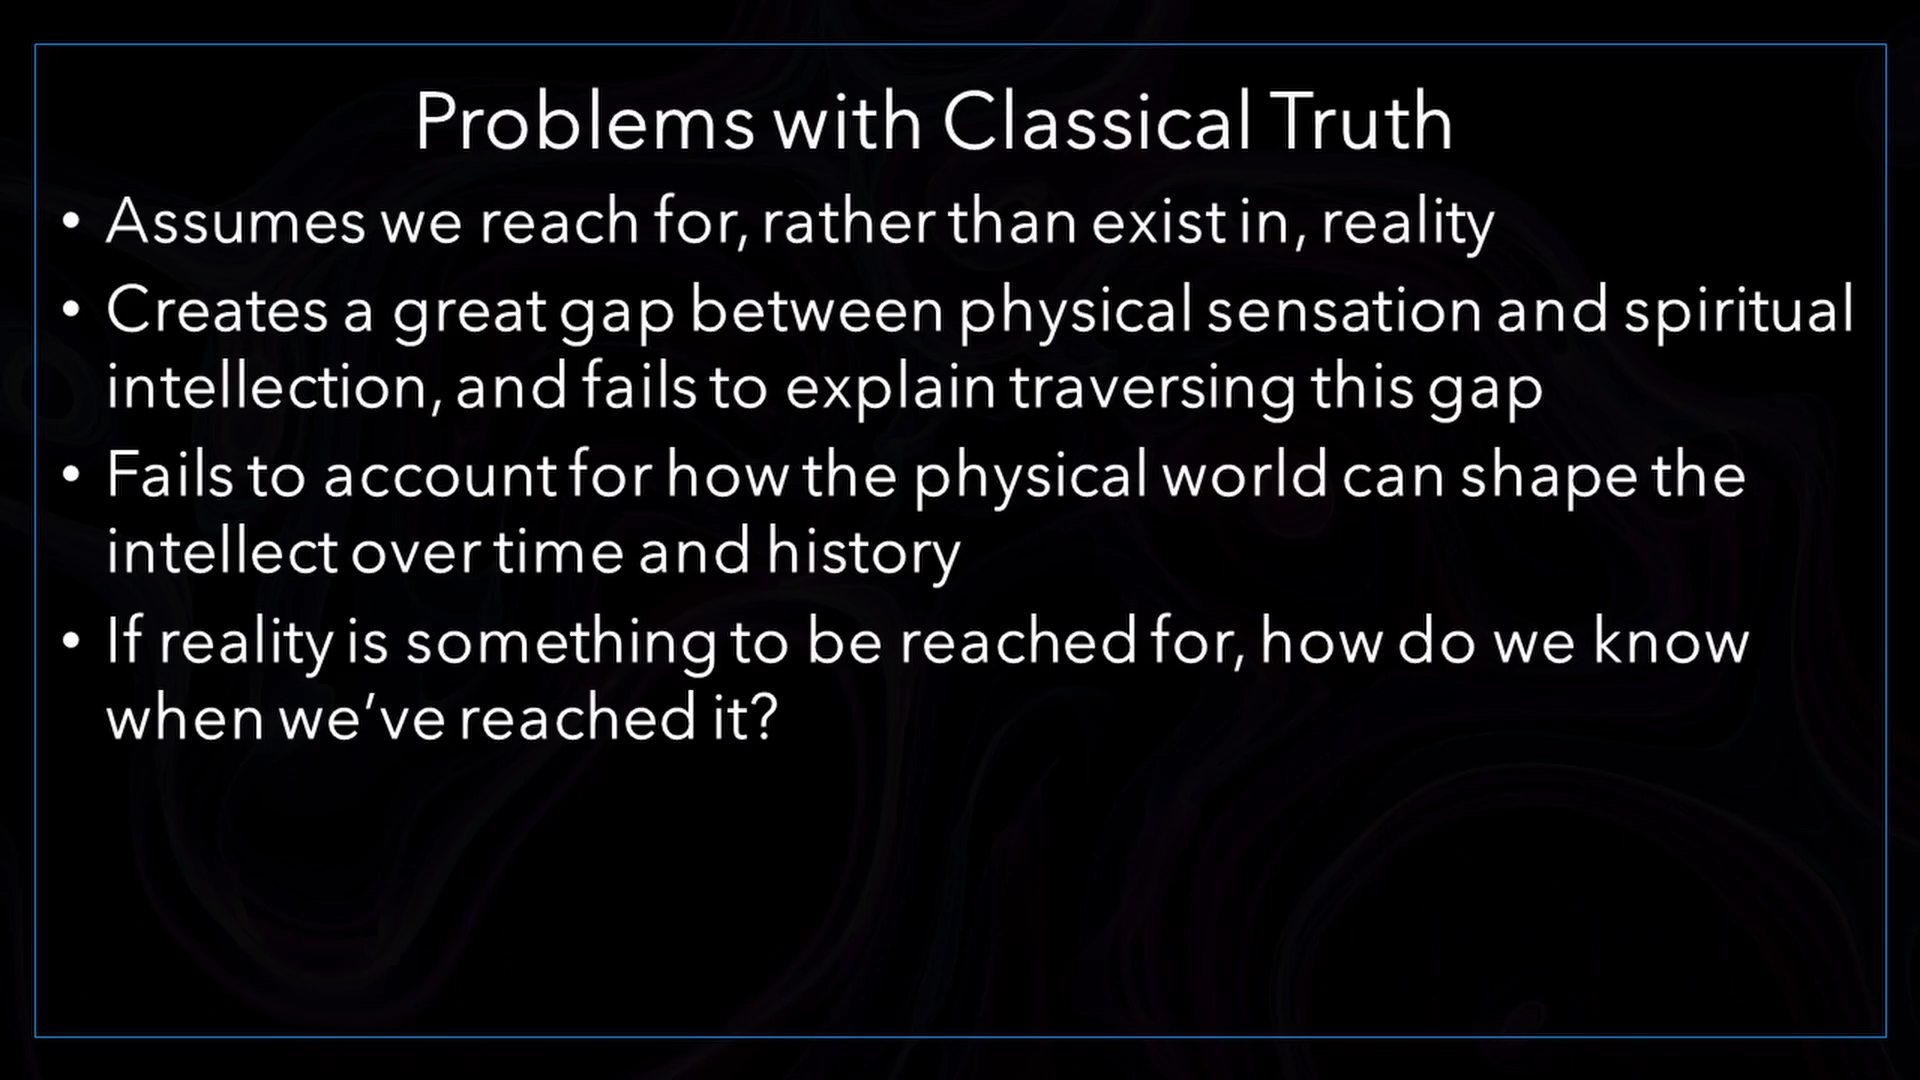 Problems with Classical Truth
• Assumes we reach for, rather than exist in, reality
• Creates a great gap between physical sensation and spiritual
intellection, and fails to explain traversing this gap
• Fails to account for how the physical world can shape the
intellect over time and history
• If reality is something to be reached for, how do we know
when we’ve reached it?